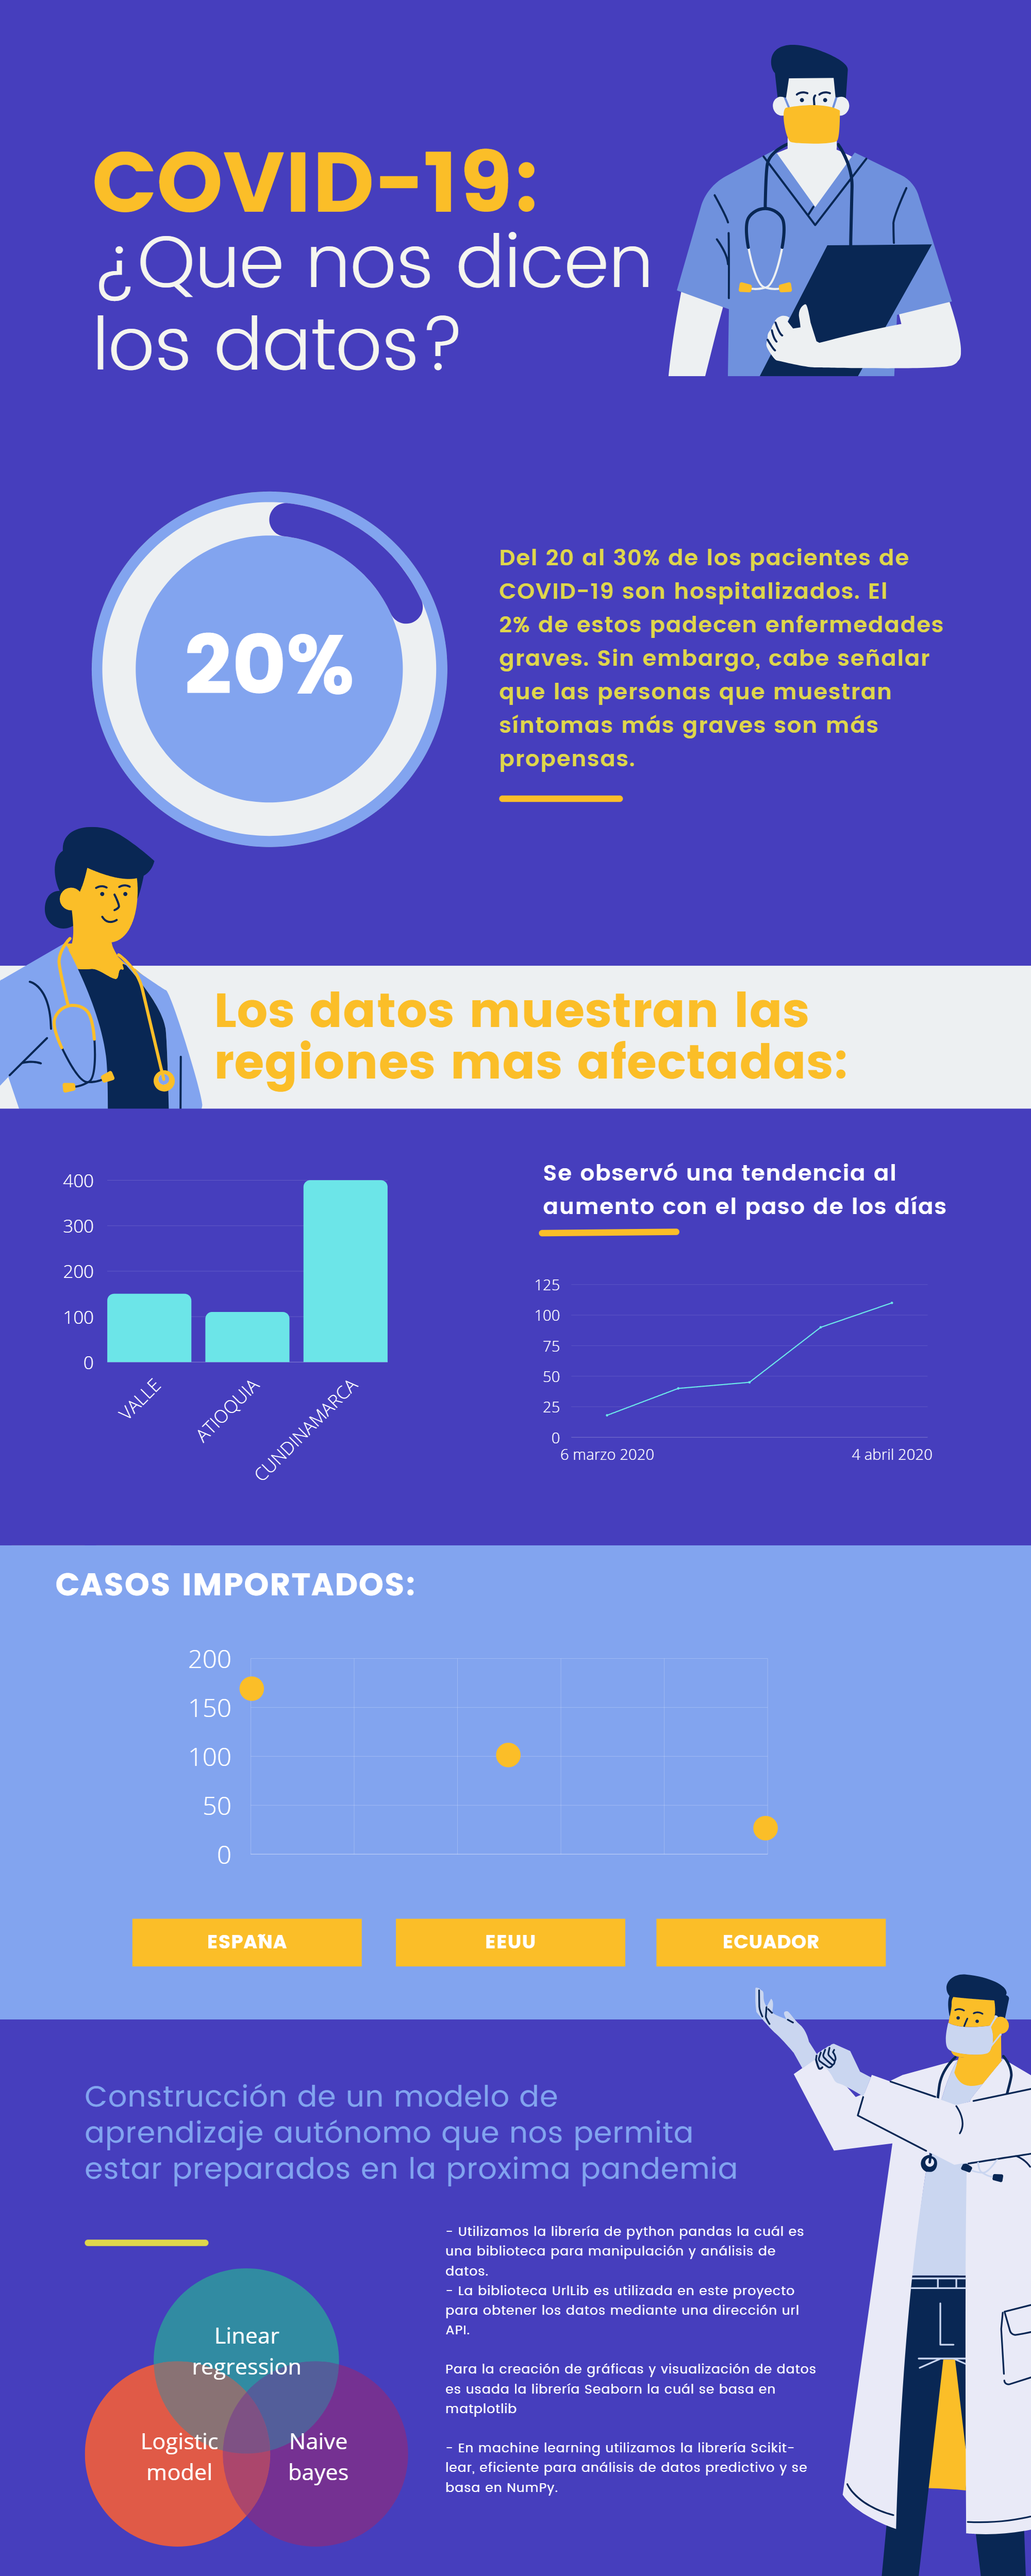 COVID-19:
¿Que nos dicen
los datos?
20%
Del 20 al 30% de los pacientes de
COVID-19 son hospitalizados. El
2% de estos padecen enfermedades
graves. Sin embargo, cabe señalar
que las personas que muestran
síntomas más graves son más
propensas.
Los datos muestran las
regiones mas afectadas:
400
300
200
100
0
VALLE
ATIOQUIA
CUNDINAMARCA
Se observó una tendencia al
aumento con el paso de los días
125
100
75
50
25
0
6 marzo 2020
4 abril 2020
CASOS IMPORTADOS:
200
150
100
50
0
ESPAÑA
EEUU
ECUADOR
Construcción de un modelo de
aprendizaje autónomo que nos permita
estar preparados en la proxima pandemia
Linear
regression
Logistic
model
Naive
bayes
- Utilizamos la librería de python pandas la cuál es
una biblioteca para manipulación y análisis de
datos.
- La biblioteca UrlLib es utilizada en este proyecto
para obtener los datos mediante una dirección url
API.
Para la creación de gráficas y visualización de datos
es usada la librería Seaborn la cuál se basa en
matplotlib
- En machine learning utilizamos la librería Scikit-
lear, eficiente para análisis de datos predictivo y se
basa en NumPy.